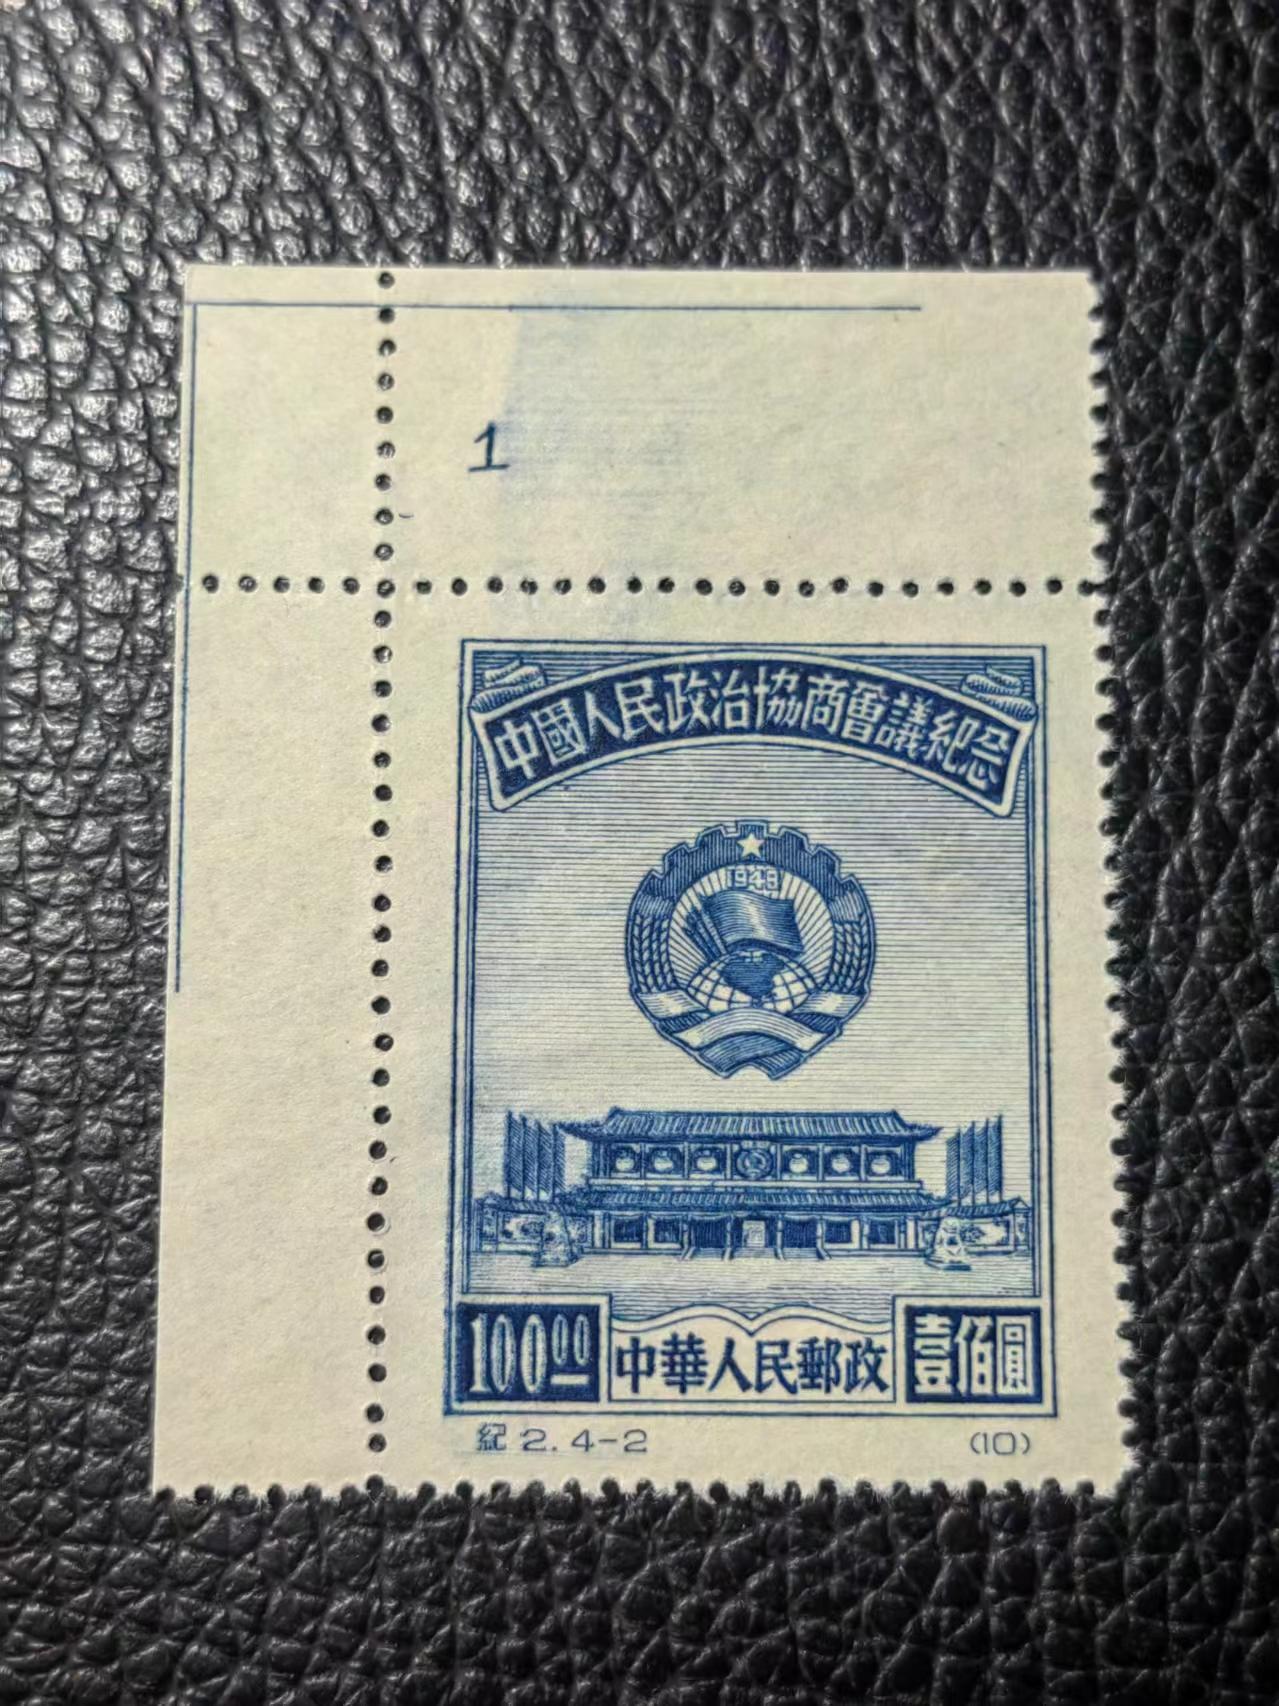 1
中國人民政治協商會議紀念
1949
100.00
中華人民郵政
壹佰圓
紀 2. 4-2
(10)